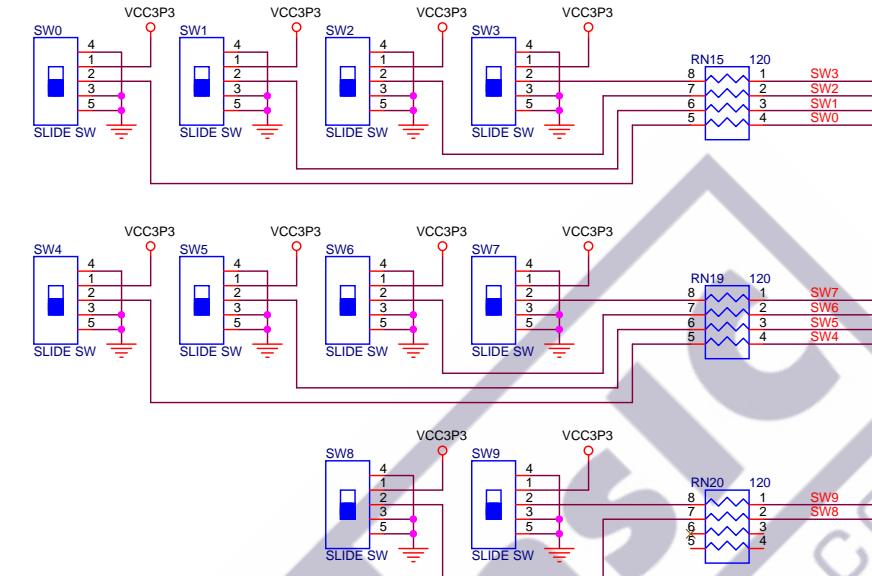 VCC3P3 VCC3P3 VCC3P3 VCC3P3
SW0 SW1 SW2 SW3
4 4 4 4
1 1 1 1
2 2 2 2
3 3 3 3
5 5 5 5
SLIDE SW SLIDE SW SLIDE SW SLIDE SW
RN15 120
8 1 SW3
7 2 SW2
6 3 SW1
5 4 SW0
VCC3P3 VCC3P3 VCC3P3 VCC3P3
SW4 SW5 SW6 SW7
4 4 4 4
1 1 1 1
2 2 2 2
3 3 3 3
5 5 5 5
SLIDE SW SLIDE SW SLIDE SW SLIDE SW
RN19 120
8 1 SW7
7 2 SW6
6 3 SW5
5 4 SW4
VCC3P3 VCC3P3
SW8 SW9
4 4
1 1
2 2
3 3
5 5
SLIDE SW SLIDE SW
RN20 120
8 1 SW9
7 2 SW8
6 3
5 4